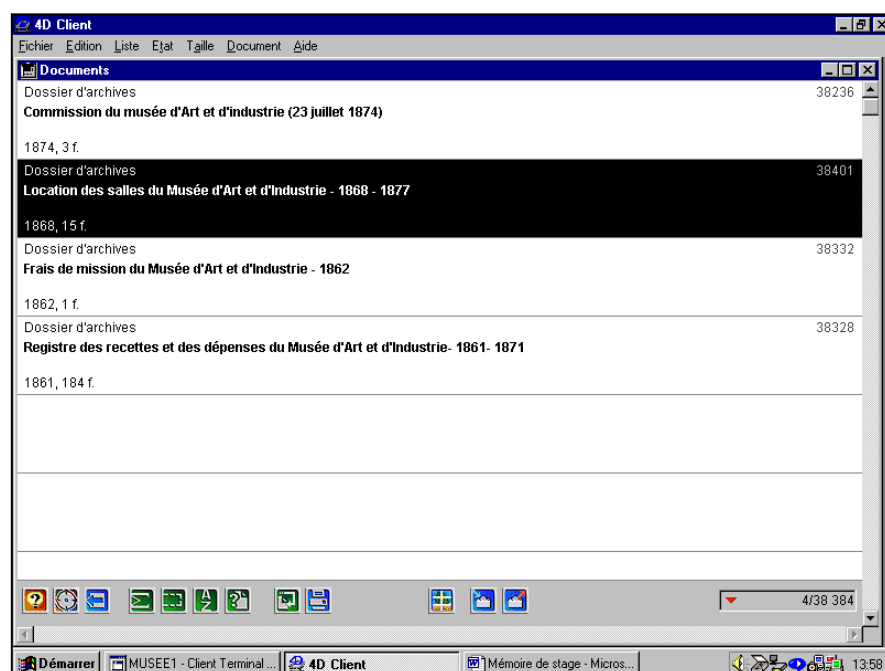 4D Client
Fichier Edition Liste Etat Taille Document Aide
Documents
Dossier d'archives 38236
Commission du musée d'Art et d'industrie (23 juillet 1874)
1874, 3 f.
Dossier d'archives 38401
Location des salles du Musée d'Art et d'Industrie - 1868 - 1877
1868, 15 f.
Dossier d'archives 38332
Frais de mission du Musée d'Art et d'Industrie - 1862
1862, 1 f.
Dossier d'archives 38328
Registre des recettes et des dépenses du Musée d'Art et d'Industrie- 1861- 1871
1861, 184 f.
4/38 384
Démarrer MUSEE1 - Client Terminal ... 4D Client Mémoire de stage - Micros... 13:58